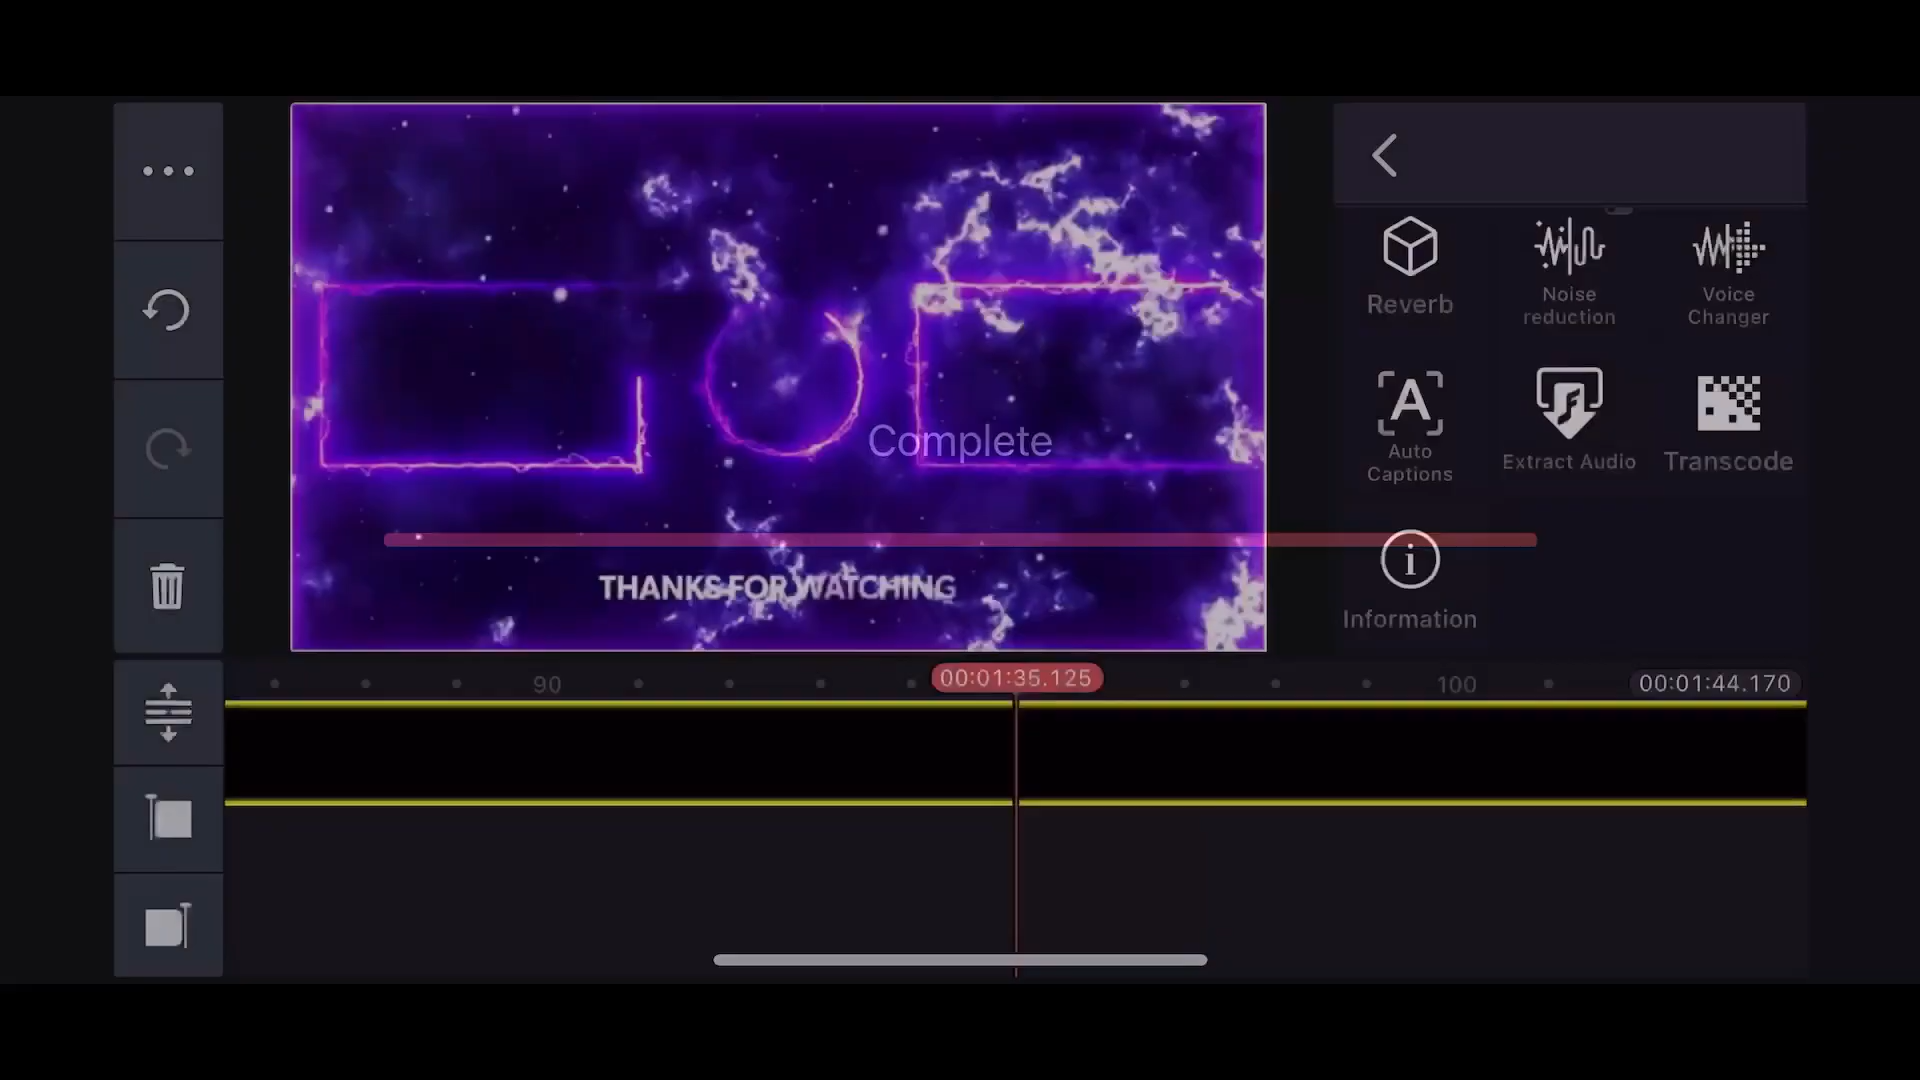 Reverb
Noise
reduction
Voice
Changer
A
Auto
Captions
Extract Audio
Transcode
Complete
i
Information
THANKS FOR WATCHING
90
00:01:35.125
100
00:01:44.170